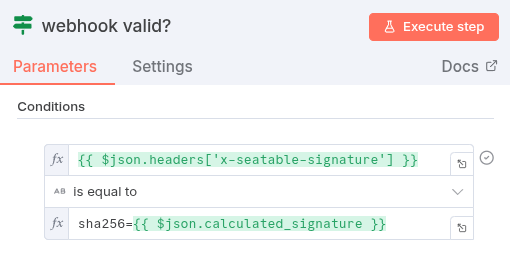 webhook valid?
Execute step
Parameters
Settings
Docs
Conditions
fx {{ $json.headers['x-seatable-signature'] }}
AB is equal to
fx sha256={{ $json.calculated_signature }}